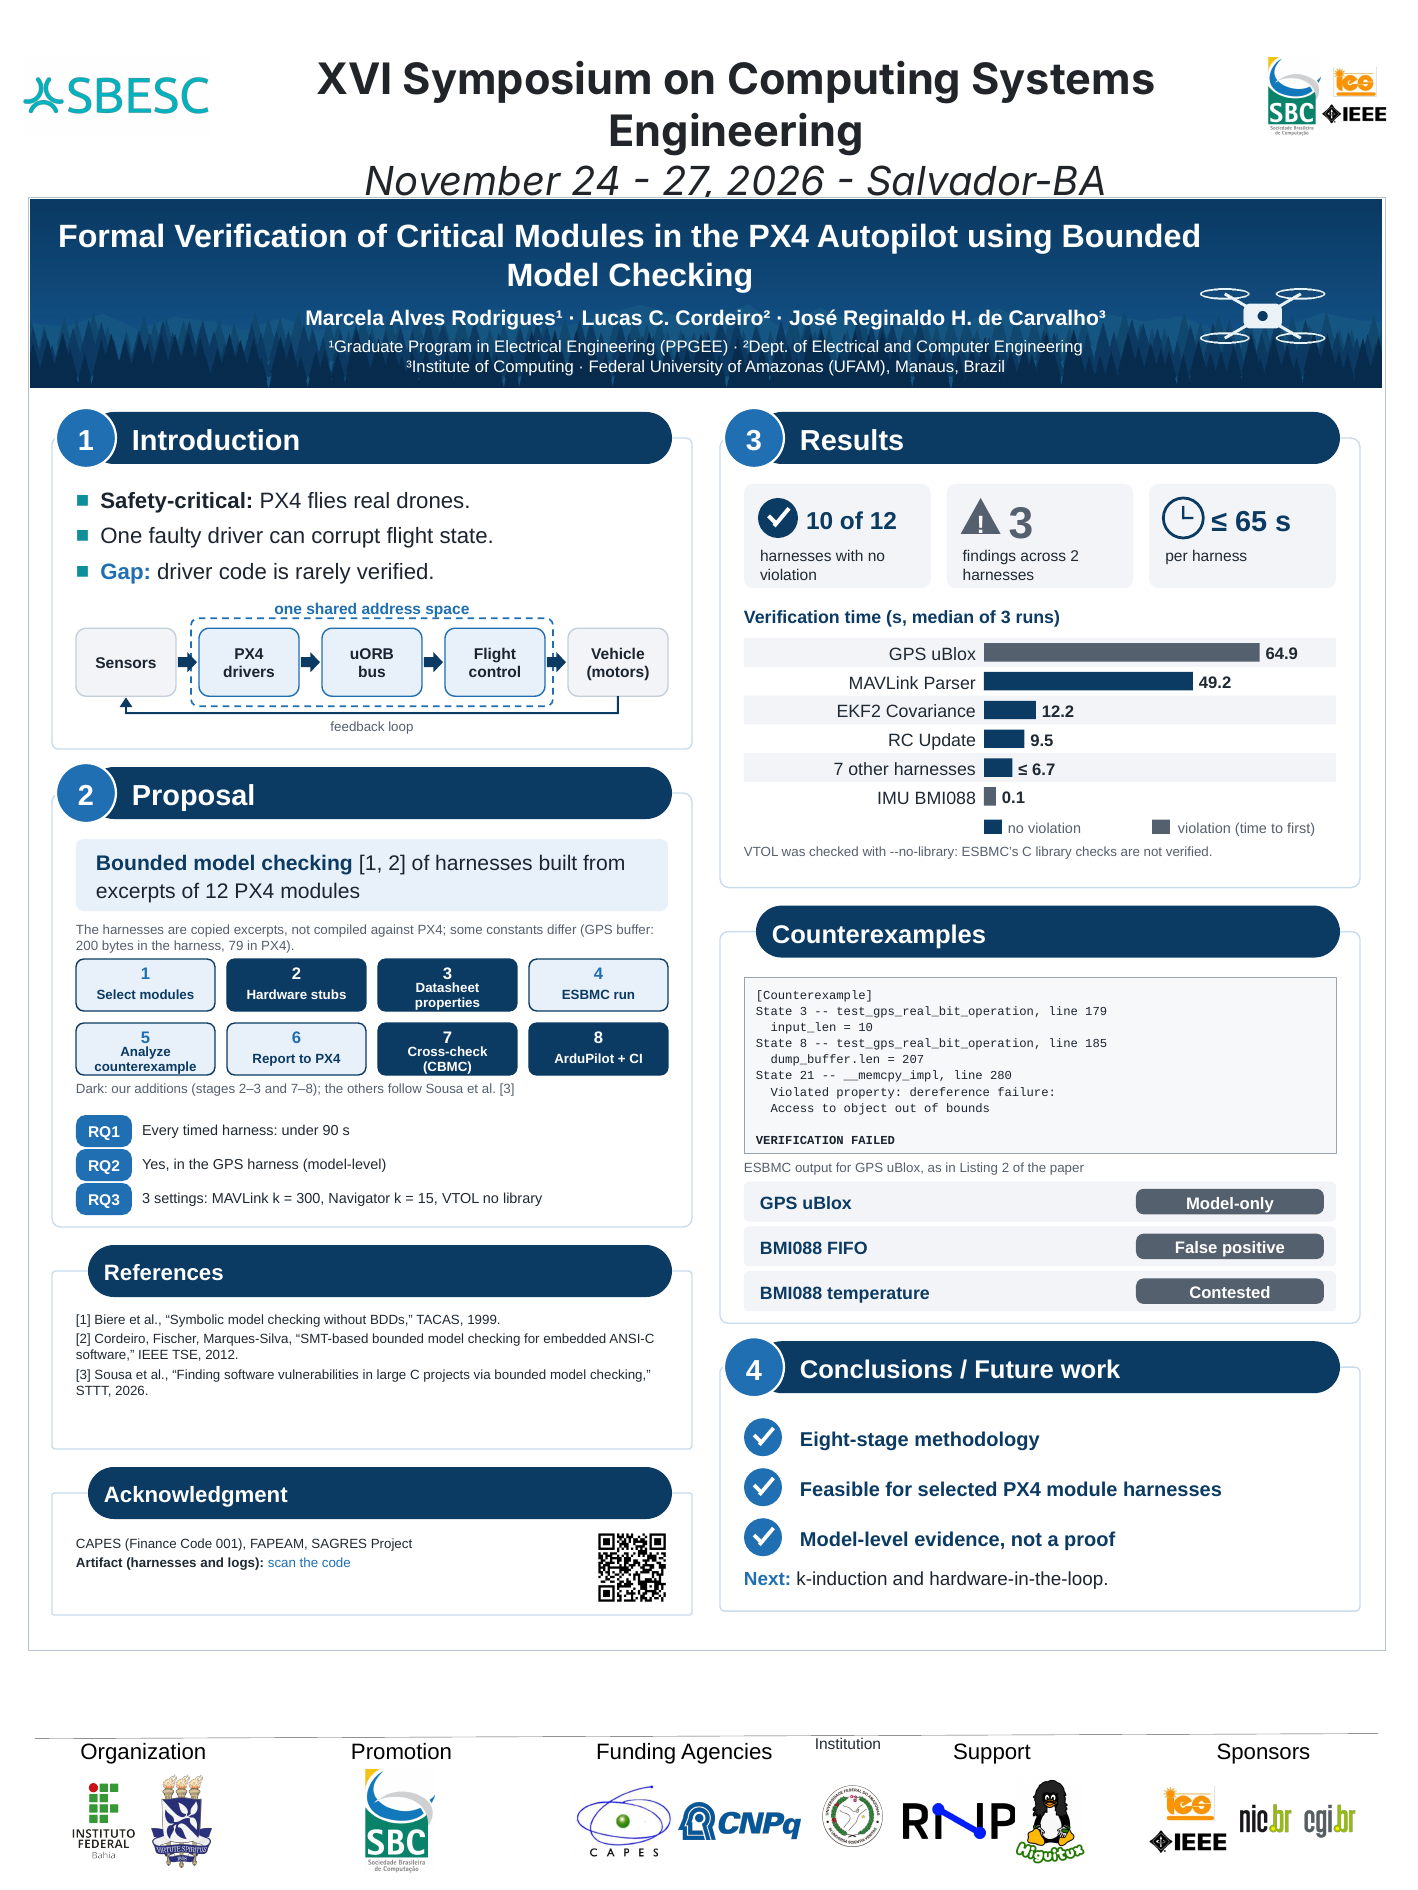 SBESC
XVI Symposium on Computing Systems
Engineering
November 24 - 27, 2026 - Salvador-BA
SBC
Sociedade Brasileira
de Computação
ies
IEEE
Formal Verification of Critical Modules in the PX4 Autopilot using Bounded
Model Checking
Marcela Alves Rodrigues¹ · Lucas C. Cordeiro² · José Reginaldo H. de Carvalho³
¹Graduate Program in Electrical Engineering (PPGEE) · ²Dept. of Electrical and Computer Engineering
³Institute of Computing · Federal University of Amazonas (UFAM), Manaus, Brazil
1 Introduction
Safety-critical: PX4 flies real drones.
One faulty driver can corrupt flight state.
Gap: driver code is rarely verified.
one shared address space
Sensors
PX4
drivers
uORB
bus
Flight
control
Vehicle
(motors)
feedback loop
2 Proposal
Bounded model checking [1, 2] of harnesses built from
excerpts of 12 PX4 modules
The harnesses are copied excerpts, not compiled against PX4; some constants differ (GPS buffer:
200 bytes in the harness, 79 in PX4).
1
Select modules
2
Hardware stubs
3
Datasheet
properties
4
ESBMC run
5
Analyze
counterexample
6
Report to PX4
7
Cross-check
(CBMC)
8
ArduPilot + CI
Dark: our additions (stages 2–3 and 7–8); the others follow Sousa et al. [3]
RQ1 Every timed harness: under 90 s
RQ2 Yes, in the GPS harness (model-level)
RQ3 3 settings: MAVLink k = 300, Navigator k = 15, VTOL no library
References
[1] Biere et al., “Symbolic model checking without BDDs,” TACAS, 1999.
[2] Cordeiro, Fischer, Marques-Silva, “SMT-based bounded model checking for embedded ANSI-C
software,” IEEE TSE, 2012.
[3] Sousa et al., “Finding software vulnerabilities in large C projects via bounded model checking,”
STTT, 2026.
Acknowledgment
CAPES (Finance Code 001), FAPEAM, SAGRES Project
Artifact (harnesses and logs): scan the code
3 Results
10 of 12
harnesses with no
violation
3
findings across 2
harnesses
≤ 65 s
per harness
Verification time (s, median of 3 runs)
GPS uBlox 64.9
MAVLink Parser 49.2
EKF2 Covariance 12.2
RC Update 9.5
7 other harnesses ≤ 6.7
IMU BMI088 0.1
no violation violation (time to first)
VTOL was checked with --no-library: ESBMC's C library checks are not verified.
Counterexamples
[Counterexample]
State 3 -- test_gps_real_bit_operation, line 179
input_len = 10
State 8 -- test_gps_real_bit_operation, line 185
dump_buffer.len = 207
State 21 -- __memcpy_impl, line 280
Violated property: dereference failure:
Access to object out of bounds
VERIFICATION FAILED
ESBMC output for GPS uBlox, as in Listing 2 of the paper
GPS uBlox Model-only
BMI088 FIFO False positive
BMI088 temperature Contested
4 Conclusions / Future work
Eight-stage methodology
Feasible for selected PX4 module harnesses
Model-level evidence, not a proof
Next: k-induction and hardware-in-the-loop.
Organization
INSTITUTO
FEDERAL
Bahia
VIRTUTE SPIRITUS
Promotion
SBC
Sociedade Brasileira
de Computação
Funding Agencies
CAPES
CNPq
Institution
Support
RNP
Higuitux
Sponsors
ies
IEEE
nic.br cgi.br